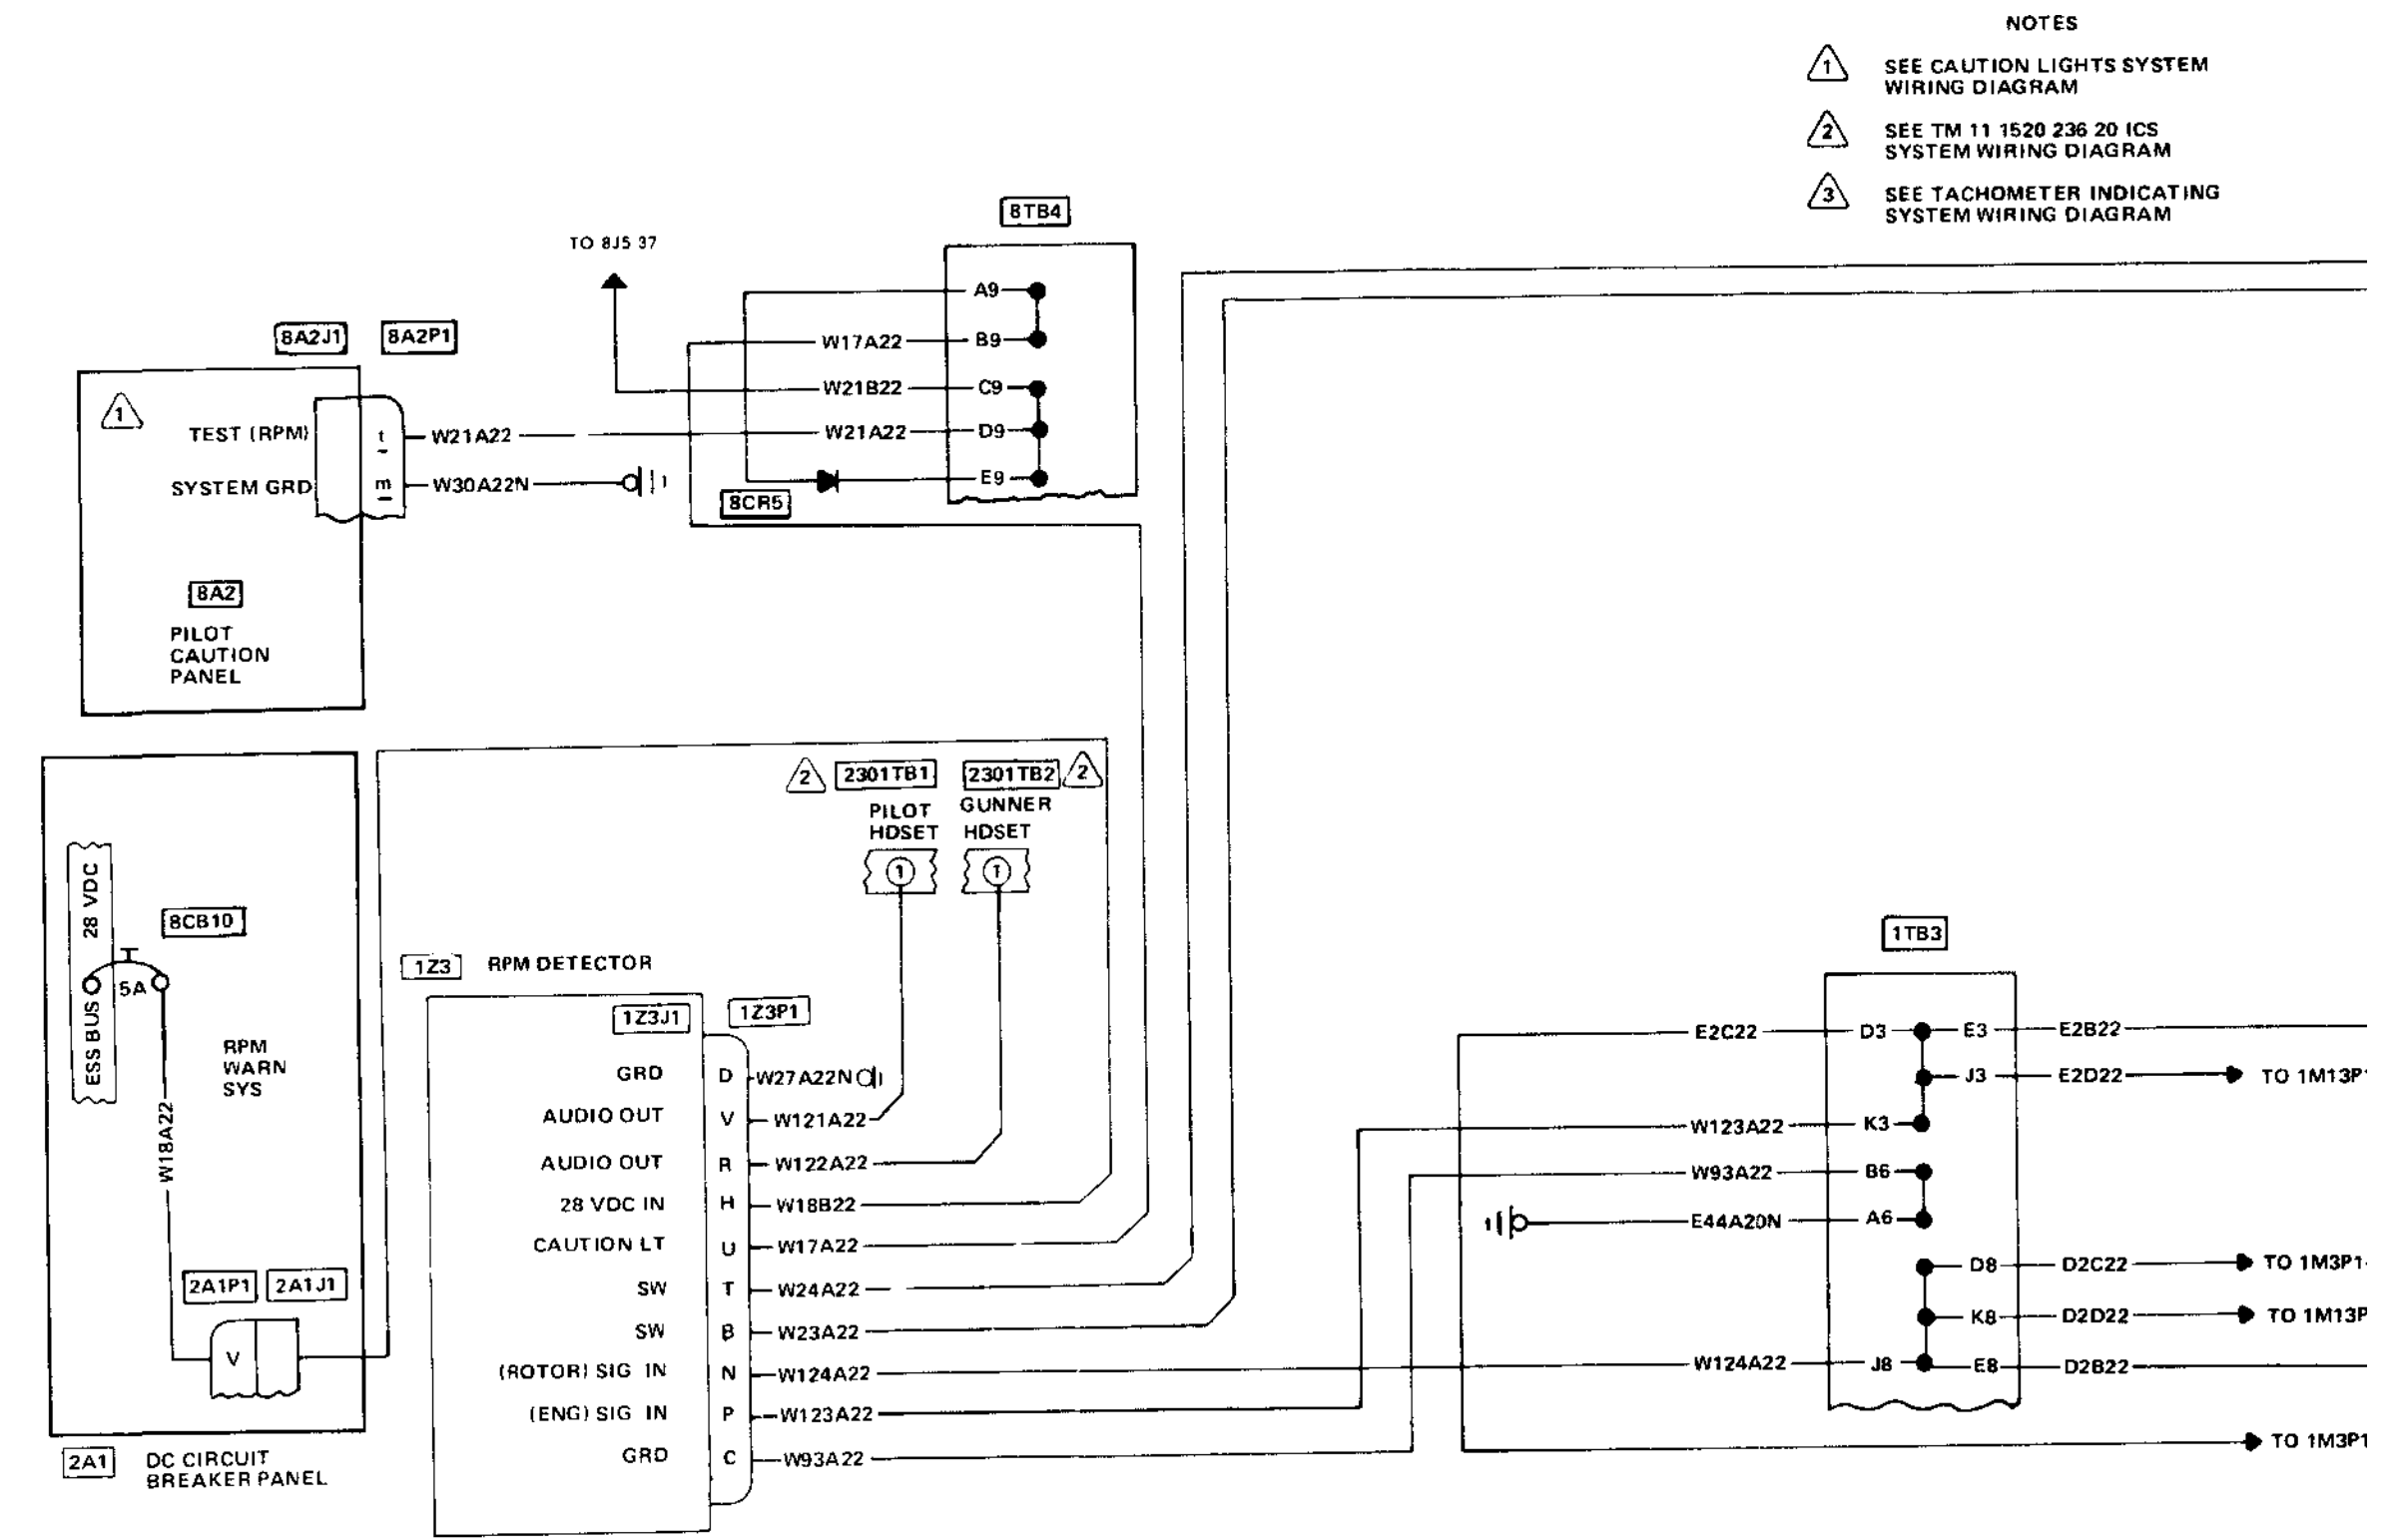 NOTES
1 SEE CAUTION LIGHTS SYSTEM
WIRING DIAGRAM
2 SEE TM 11 1520 236 20 ICS
SYSTEM WIRING DIAGRAM
3 SEE TACHOMETER INDICATING
SYSTEM WIRING DIAGRAM
8TB4
TO 8J5 37
A9
W17A22 B9
W21B22 C9
W21A22 D9
E9
8CR5
8A2J1 8A2P1
1
TEST (RPM) t W21A22
SYSTEM GRD m W30A22N
8A2
PILOT
CAUTION
PANEL
2 2301TB1 2301TB2 2
PILOT
HDSET
GUNNER
HDSET
1 1
28 VDC
ESS BUS
8CB10
5A
RPM
WARN
SYS
W18A22
2A1P1 2A1J1
V
2A1 DC CIRCUIT
BREAKER PANEL
1Z3 RPM DETECTOR
1Z3J1 1Z3P1
GRD D W27A22N
AUDIO OUT V W121A22
AUDIO OUT R W122A22
28 VDC IN H W18B22
CAUTION LT U W17A22
SW T W24A22
SW B W23A22
(ROTOR) SIG IN N W124A22
(ENG) SIG IN P W123A22
GRD C W93A22
1TB3
E2C22 D3 E3 E2B22
J3 E2D22 TO 1M13P1
W123A22 K3
W93A22 B6
E44A20N A6
D8 D2C22 TO 1M3P1-
K8 D2D22 TO 1M13P
W124A22 J8 E8 D2B22
TO 1M3P1